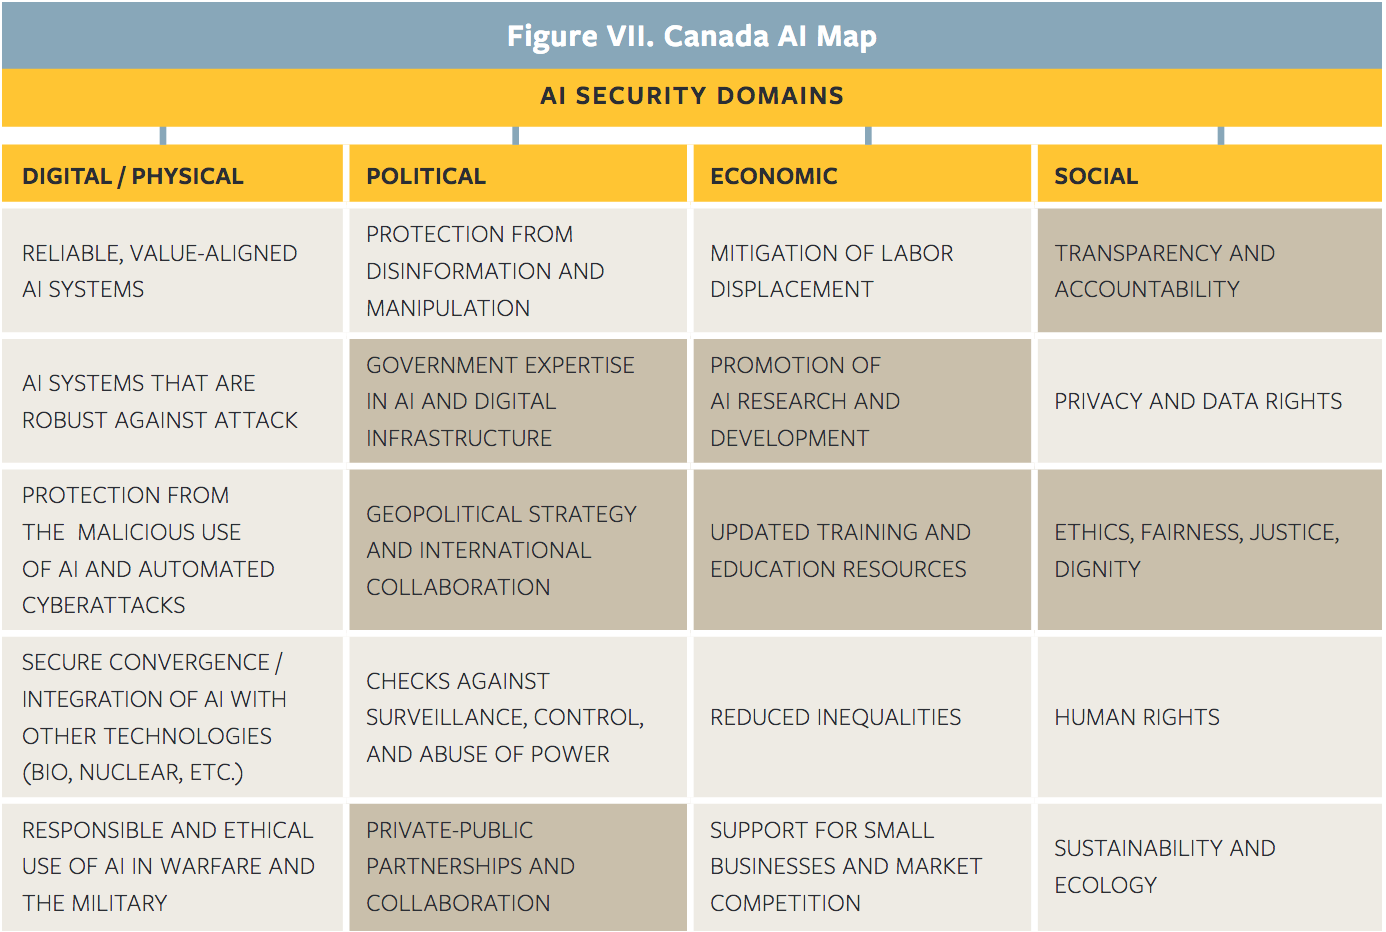 Figure VII. Canada AI Map
AI SECURITY DOMAINS
DIGITAL / PHYSICAL
POLITICAL
ECONOMIC
SOCIAL
RELIABLE, VALUE-ALIGNED
AI SYSTEMS
PROTECTION FROM
DISINFORMATION AND
MANIPULATION
MITIGATION OF LABOR
DISPLACEMENT
TRANSPARENCY AND
ACCOUNTABILITY
AI SYSTEMS THAT ARE
ROBUST AGAINST ATTACK
GOVERNMENT EXPERTISE
IN AI AND DIGITAL
INFRASTRUCTURE
PROMOTION OF
AI RESEARCH AND
DEVELOPMENT
PRIVACY AND DATA RIGHTS
PROTECTION FROM
THE MALICIOUS USE
OF AI AND AUTOMATED
CYBERATTACKS
GEOPOLITICAL STRATEGY
AND INTERNATIONAL
COLLABORATION
UPDATED TRAINING AND
EDUCATION RESOURCES
ETHICS, FAIRNESS, JUSTICE,
DIGNITY
SECURE CONVERGENCE /
INTEGRATION OF AI WITH
OTHER TECHNOLOGIES
(BIO, NUCLEAR, ETC.)
CHECKS AGAINST
SURVEILLANCE, CONTROL,
AND ABUSE OF POWER
REDUCED INEQUALITIES
HUMAN RIGHTS
RESPONSIBLE AND ETHICAL
USE OF AI IN WARFARE AND
THE MILITARY
PRIVATE-PUBLIC
PARTNERSHIPS AND
COLLABORATION
SUPPORT FOR SMALL
BUSINESSES AND MARKET
COMPETITION
SUSTAINABILITY AND
ECOLOGY